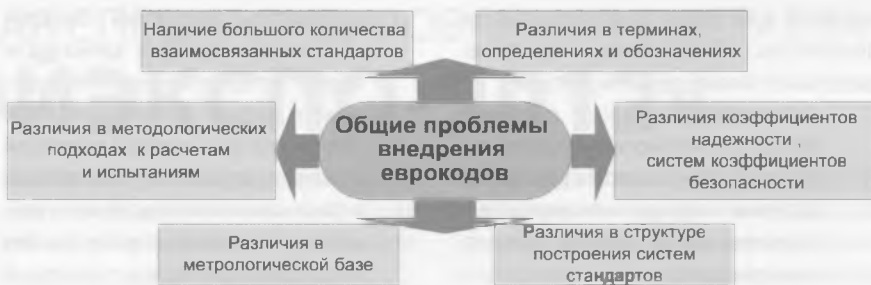 Наличие большого количества
взаимосвязанных стандартов
Различия в терминах,
определениях и обозначениях
Различия в методологических
подходах к расчетам
и испытаниям
Общие проблемы
внедрения
еврокодов
Различия коэффициентов
надежности ,
систем коэффициентов
безопасности
Различия в
метрологической базе
Различия в структуре
построения систем
стандартов